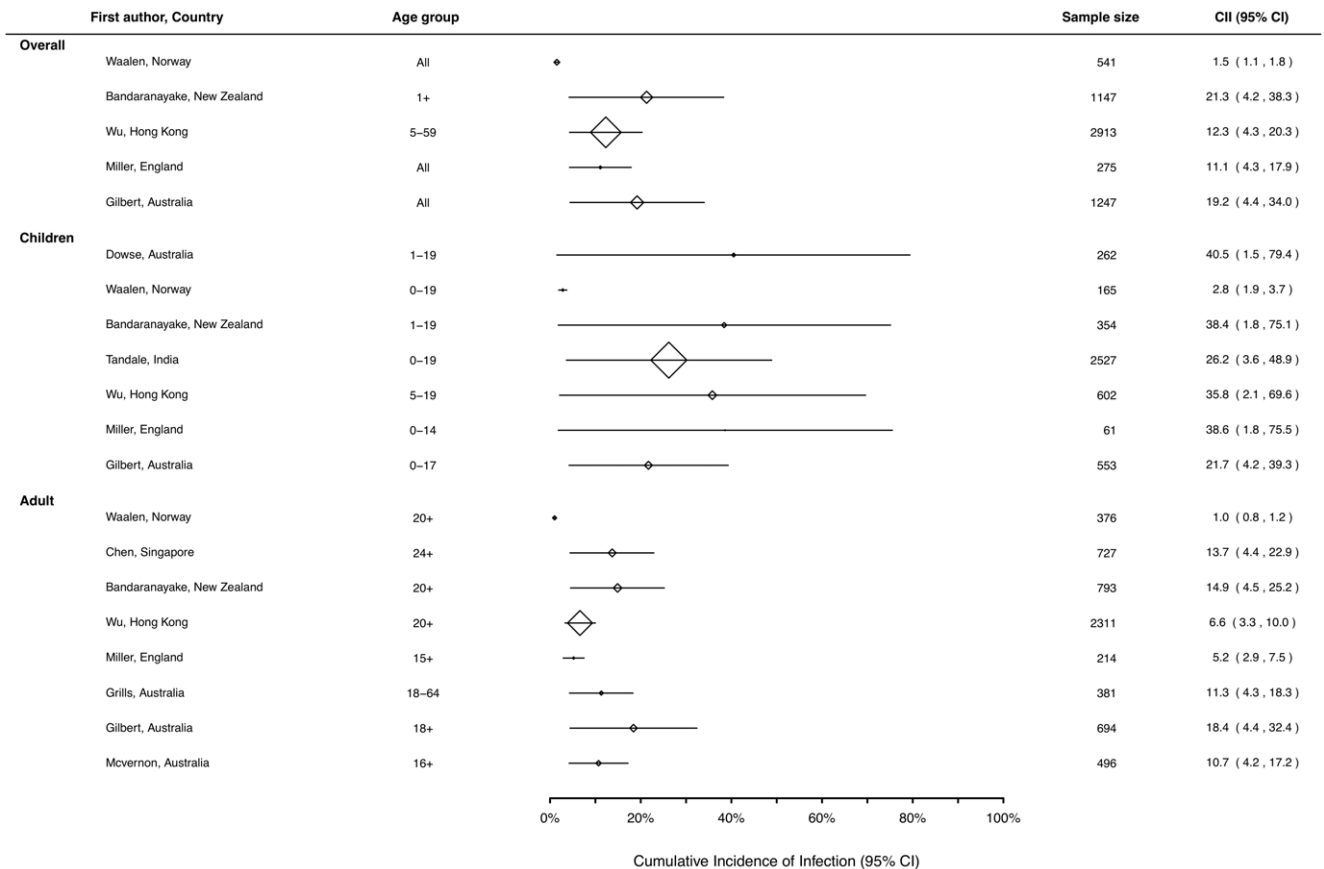 First author, Country Age group Sample size CII (95% CI)
Overall
Waalen, Norway All 541 1.5 ( 1.1 , 1.8 )
Bandaranayake, New Zealand 1+ 1147 21.3 ( 4.2 , 38.3 )
Wu, Hong Kong 5−59 2913 12.3 ( 4.3 , 20.3 )
Miller, England All 275 11.1 ( 4.3 , 17.9 )
Gilbert, Australia All 1247 19.2 ( 4.4 , 34.0 )
Children
Dowse, Australia 1−19 262 40.5 ( 1.5 , 79.4 )
Waalen, Norway 0−19 165 2.8 ( 1.9 , 3.7 )
Bandaranayake, New Zealand 1−19 354 38.4 ( 1.8 , 75.1 )
Tandale, India 0−19 2527 26.2 ( 3.6 , 48.9 )
Wu, Hong Kong 5−19 602 35.8 ( 2.1 , 69.6 )
Miller, England 0−14 61 38.6 ( 1.8 , 75.5 )
Gilbert, Australia 0−17 553 21.7 ( 4.2 , 39.3 )
Adult
Waalen, Norway 20+ 376 1.0 ( 0.8 , 1.2 )
Chen, Singapore 24+ 727 13.7 ( 4.4 , 22.9 )
Bandaranayake, New Zealand 20+ 793 14.9 ( 4.5 , 25.2 )
Wu, Hong Kong 20+ 2311 6.6 ( 3.3 , 10.0 )
Miller, England 15+ 214 5.2 ( 2.9 , 7.5 )
Grills, Australia 18−64 381 11.3 ( 4.3 , 18.3 )
Gilbert, Australia 18+ 694 18.4 ( 4.4 , 32.4 )
Mcvernon, Australia 16+ 496 10.7 ( 4.2 , 17.2 )
0% 20% 40% 60% 80% 100%
Cumulative Incidence of Infection (95% CI)